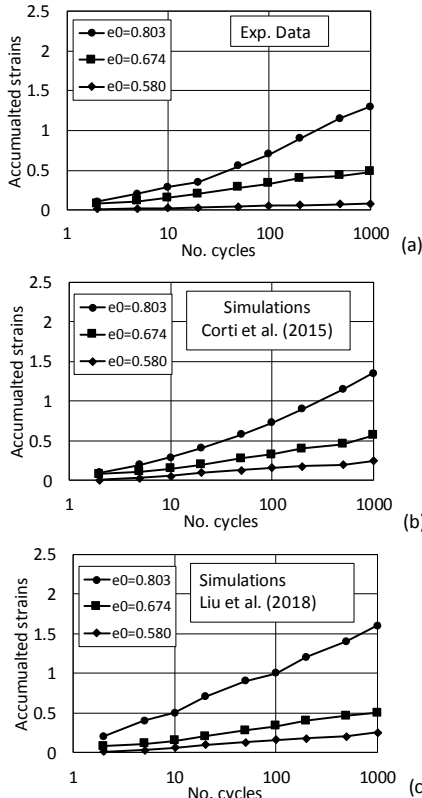 2.5
e0=0.803
e0=0.674
e0=0.580
Exp. Data
2
1.5
1
0.5
0
Accumualted strains
1 10 100 1000
No. cycles
(a)
2.5
e0=0.803
e0=0.674
e0=0.580
Simulations
Corti et al. (2015)
2
1.5
1
0.5
0
Accumualted strains
1 10 100 1000
No. cycles
(b)
2.5
e0=0.803
e0=0.674
e0=0.580
Simulations
Liu et al. (2018)
2
1.5
1
0.5
0
Accumualted strains
1 10 100 1000
No. cycles
(c